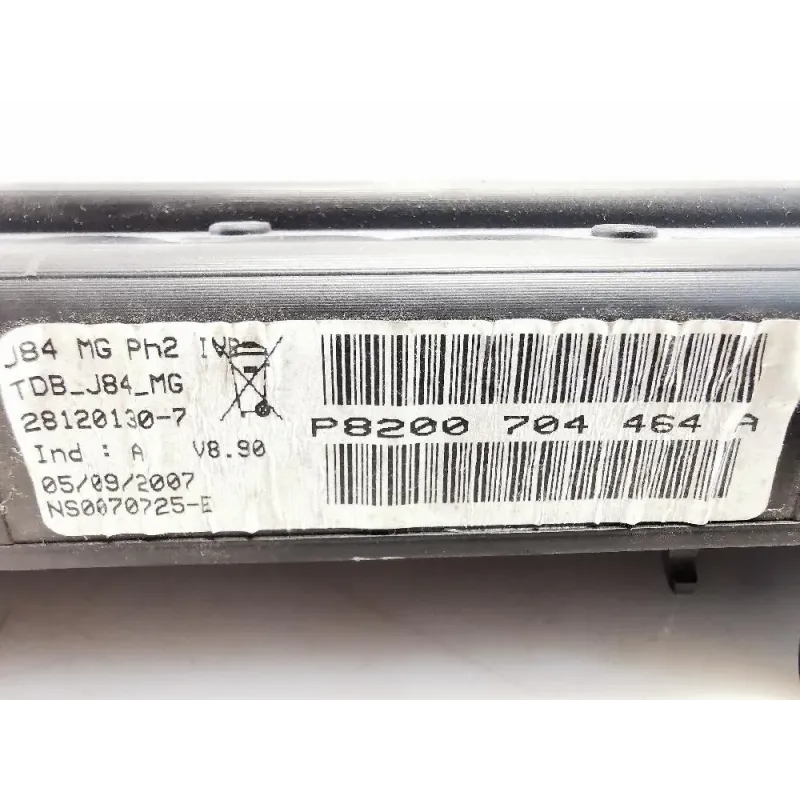 J84 MG Ph2
TDB_J84_MG
28120130-7
Ind : A V8.90
05/09/2007
NS0070725-E
P8200 704 464 A